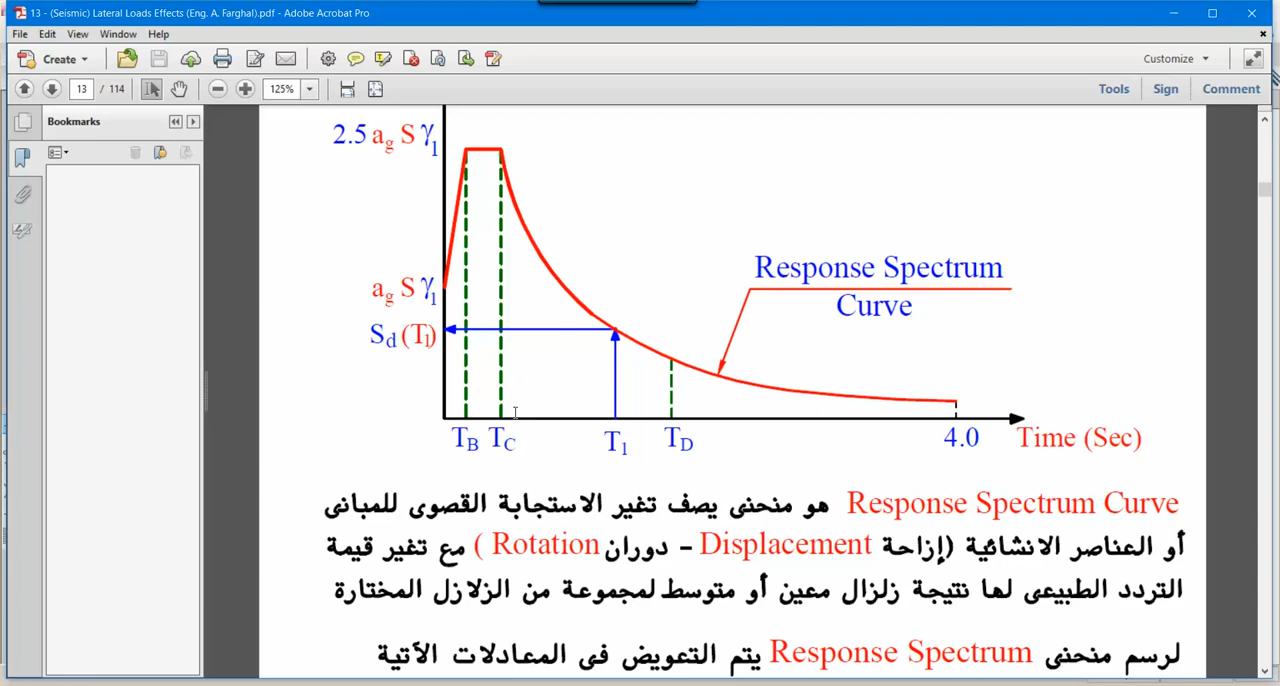 13 - (Seismic) Lateral Loads Effects (Eng. A. Farghal).pdf - Adobe Acrobat Pro
File Edit View Window Help
Create Customize
13 / 114 125% Tools Sign Comment
Bookmarks
2.5 ag S γ1
ag S γ1
Sd (T1)
Response Spectrum
Curve
TB TC T1 TD 4.0 Time (Sec)
Response Spectrum Curve هو منحنى يصف تغير الاستجابة القصوى للمبانى
أو العناصر الانشائية (إزاحة Displacement - دوران Rotation ) مع تغير قيمة
التردد الطبيعى لها نتيجة زلزال معين أو متوسط لمجموعة من الزلازل المختارة
لرسم منحنى Response Spectrum يتم التعويض فى المعادلات الآتية